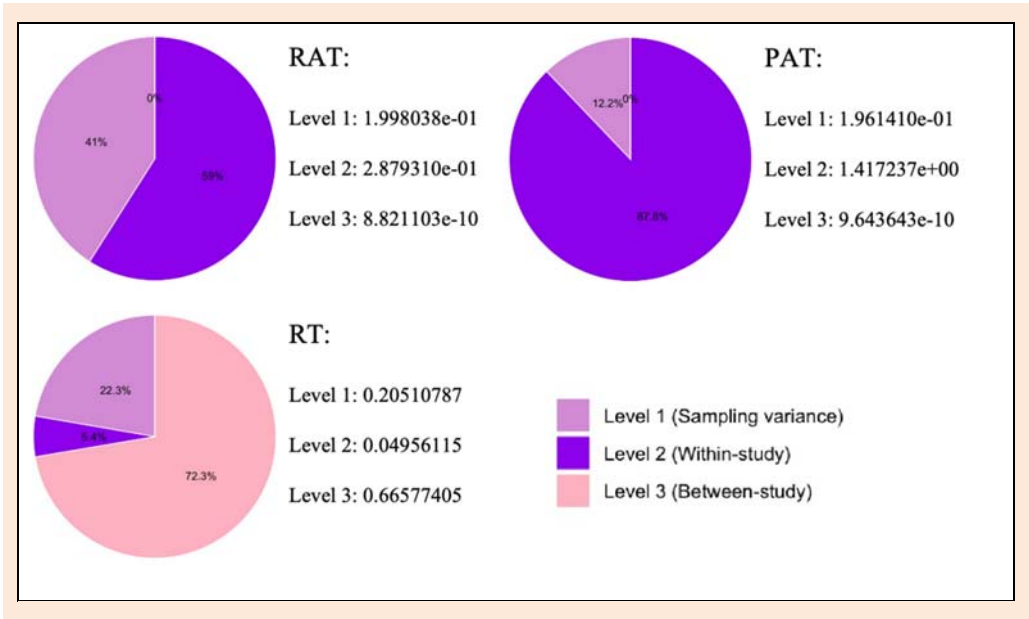 RAT:
0%
41%
59%
Level 1: 1.998038e-01
Level 2: 2.879310e-01
Level 3: 8.821103e-10
PAT:
12.2%
0%
87.8%
Level 1: 1.961410e-01
Level 2: 1.417237e+00
Level 3: 9.643643e-10
RT:
22.3%
5.4%
72.3%
Level 1: 0.20510787
Level 2: 0.04956115
Level 3: 0.66577405
Level 1 (Sampling variance)
Level 2 (Within-study)
Level 3 (Between-study)